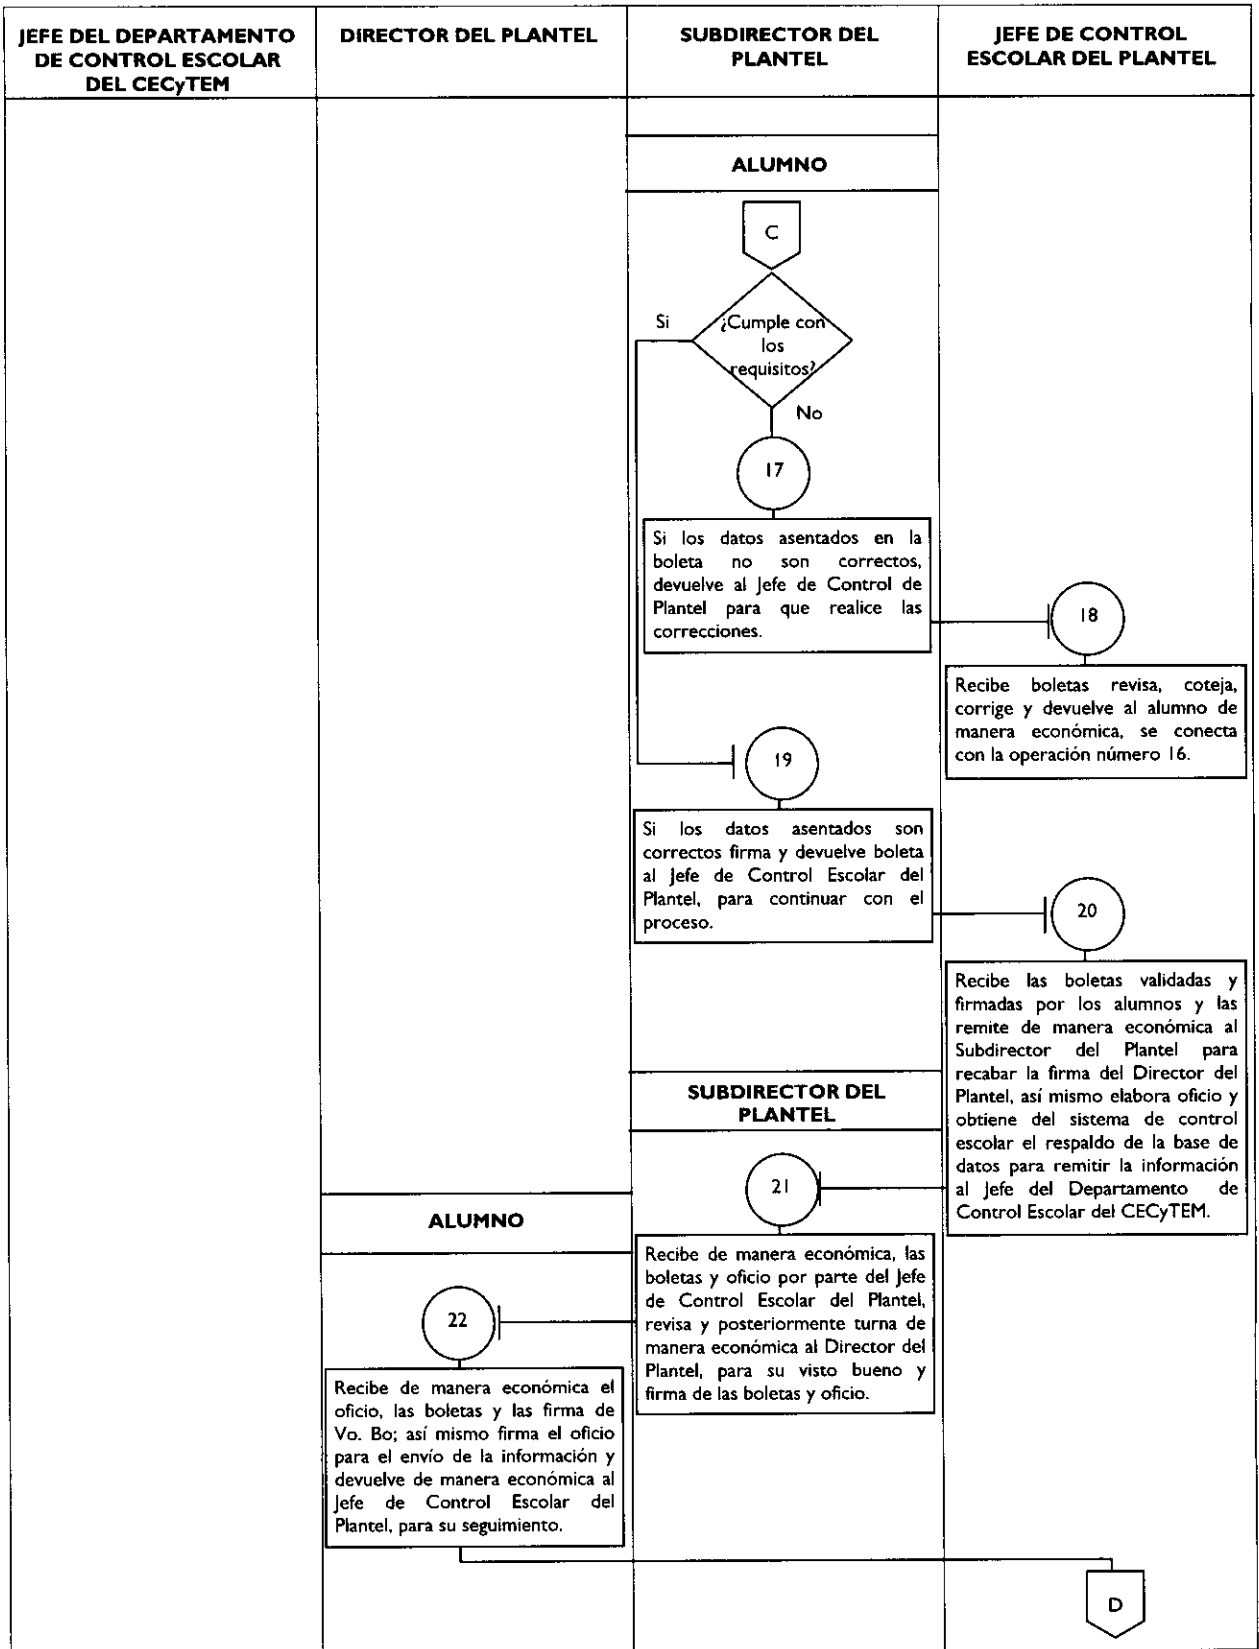 JEFE DEL DEPARTAMENTO
DE CONTROL ESCOLAR
DEL CECyTEM
DIRECTOR DEL PLANTEL
SUBDIRECTOR DEL
PLANTEL
JEFE DE CONTROL
ESCOLAR DEL PLANTEL
ALUMNO
C
¿Cumple con
los
requisitos?
Si
No
17
Si los datos asentados en la
boleta no son correctos,
devuelve al Jefe de Control de
Plantel para que realice las
correcciones.
18
Recibe boletas revisa, coteja,
corrige y devuelve al alumno de
manera económica, se conecta
con la operación número 16.
19
Si los datos asentados son
correctos firma y devuelve boleta
al Jefe de Control Escolar del
Plantel, para continuar con el
proceso.
20
Recibe las boletas validadas y
firmadas por los alumnos y las
remite de manera económica al
Subdirector del Plantel para
recabar la firma del Director del
Plantel, así mismo elabora oficio y
obtiene del sistema de control
escolar el respaldo de la base de
datos para remitir la información
al Jefe del Departamento de
Control Escolar del CECyTEM.
SUBDIRECTOR DEL
PLANTEL
21
Recibe de manera económica, las
boletas y oficio por parte del Jefe
de Control Escolar del Plantel,
revisa y posteriormente turna de
manera económica al Director del
Plantel, para su visto bueno y
firma de las boletas y oficio.
ALUMNO
22
Recibe de manera económica el
oficio, las boletas y las firma de
Vo. Bo; así mismo firma el oficio
para el envío de la información y
devuelve de manera económica al
Jefe de Control Escolar del
Plantel, para su seguimiento.
D